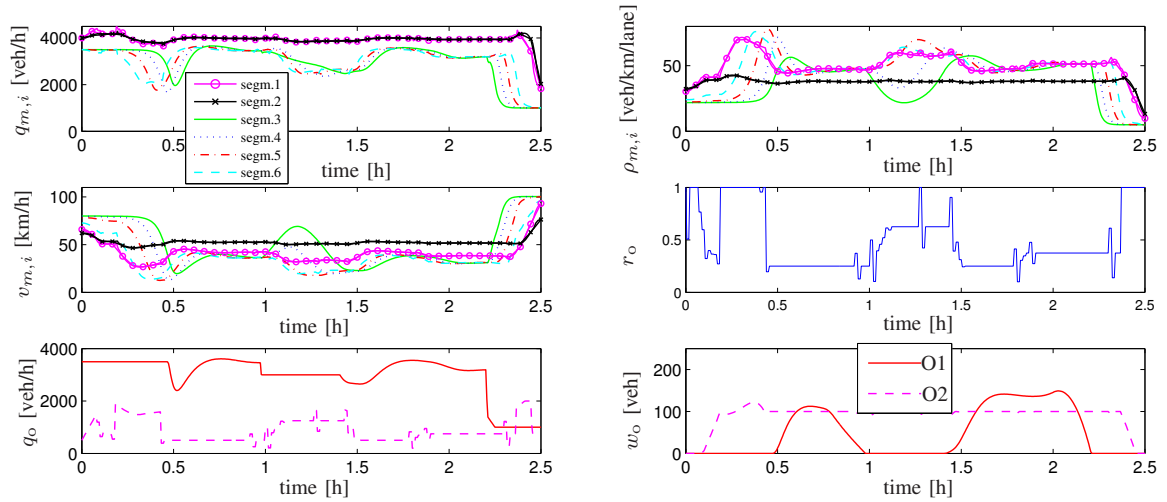 4000
2000
0
q_{m,i} [veh/h]
segm.1
segm.2
segm.3
segm.4
segm.5
segm.6
0 0.5 1 1.5 2 2.5
time [h]
50
0
ρ_{m,i} [veh/km/lane]
0 0.5 1 1.5 2 2.5
time [h]
100
50
0
v_{m,i} [km/h]
0 0.5 1 1.5 2 2.5
time [h]
1
0.5
0
r_o
0 0.5 1 1.5 2 2.5
time [h]
4000
2000
0
q_o [veh/h]
0 0.5 1 1.5 2 2.5
time [h]
200
100
0
w_o [veh]
O1
O2
0 0.5 1 1.5 2 2.5
time [h]